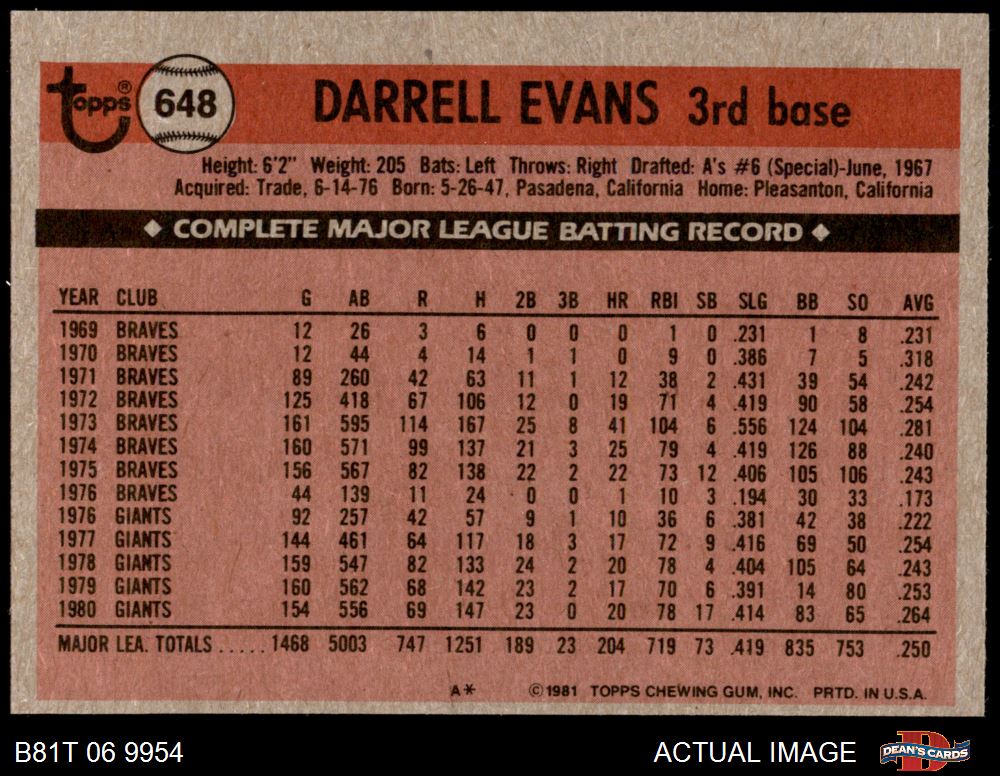 Topps® 648 DARRELL EVANS 3rd base
Height: 6'2" Weight: 205 Bats: Left Throws: Right Drafted: A's #6 (Special)-June, 1967
Acquired: Trade, 6-14-76 Born: 5-26-47, Pasadena, California Home: Pleasanton, California
◆ COMPLETE MAJOR LEAGUE BATTING RECORD ◆
YEAR CLUB G AB R H 2B 3B HR RBI SB SLG BB SO AVG
1969 BRAVES 12 26 3 6 0 0 0 1 0 .231 1 8 .231
1970 BRAVES 12 44 4 14 1 1 0 9 0 .386 7 5 .318
1971 BRAVES 89 260 42 63 11 1 12 38 2 .431 39 54 .242
1972 BRAVES 125 418 67 106 12 0 19 71 4 .419 90 58 .254
1973 BRAVES 161 595 114 167 25 8 41 104 6 .556 124 104 .281
1974 BRAVES 160 571 99 137 21 3 25 79 4 .419 126 88 .240
1975 BRAVES 156 567 82 138 22 2 22 73 12 .406 105 106 .243
1976 BRAVES 44 139 11 24 0 0 1 10 3 .194 30 33 .173
1976 GIANTS 92 257 42 57 9 1 10 36 6 .381 42 38 .222
1977 GIANTS 144 461 64 117 18 3 17 72 9 .416 69 50 .254
1978 GIANTS 159 547 82 133 24 2 20 78 4 .404 105 64 .243
1979 GIANTS 160 562 68 142 23 2 17 70 6 .391 14 80 .253
1980 GIANTS 154 556 69 147 23 0 20 78 17 .414 83 65 .264
MAJOR LEA. TOTALS ..... 1468 5003 747 1251 189 23 204 719 73 .419 835 753 .250
A* ©1981 TOPPS CHEWING GUM, INC. PRTD. IN U.S.A.
B81T 06 9954 ACTUAL IMAGE D DEAN'S CARDS